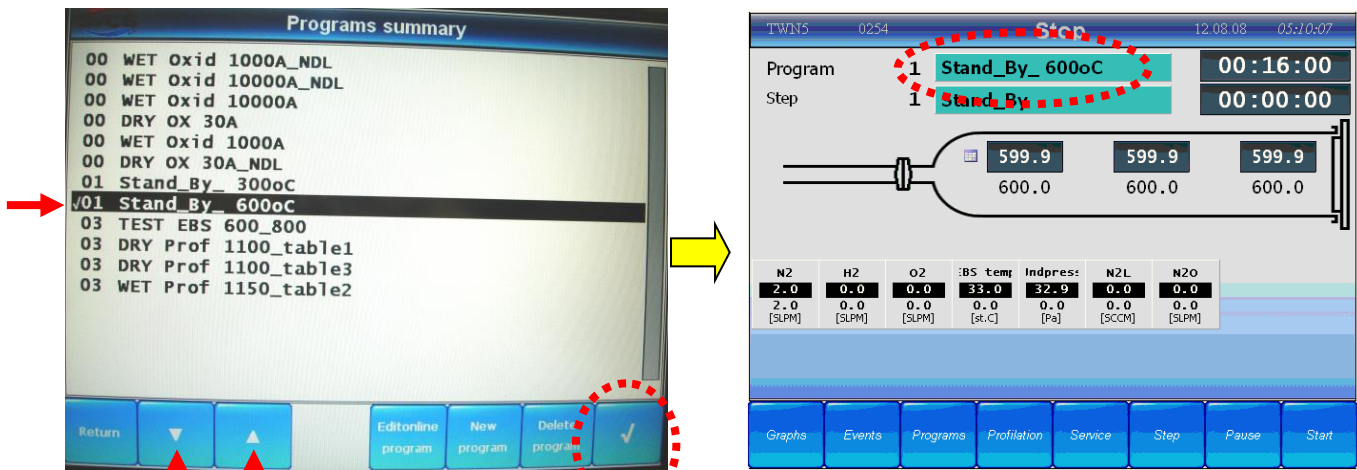 Programs summary
00 WET Oxid 1000A_NDL
00 WET Oxid 10000A_NDL
00 WET Oxid 10000A
00 DRY OX 30A
00 WET Oxid 1000A
00 DRY OX 30A_NDL
01 Stand_By_ 300oC
√01 Stand_By_ 600oC
03 TEST EBS 600_800
03 DRY Prof 1100_table1
03 DRY Prof 1100_table3
03 WET Prof 1150_table2
Return ▼ ▲ Editonline program New program Delete program √
TWN5 0254 Stop 12.08.08 05:10:07
Program 1 Stand_By_ 600oC 00:16:00
Step 1 Stand_By 00:00:00
599.9 599.9 599.9
600.0 600.0 600.0
N2 H2 O2 EBS temp Indpress N2L N2O
2.0 0.0 0.0 33.0 32.9 0.0 0.0
2.0 0.0 0.0 0.0 0.0 0.0 0.0
[SLPM] [SLPM] [SLPM] [st.C] [Pa] [SCCM] [SLPM]
Graphs Events Programs Profilation Service Step Pause Start